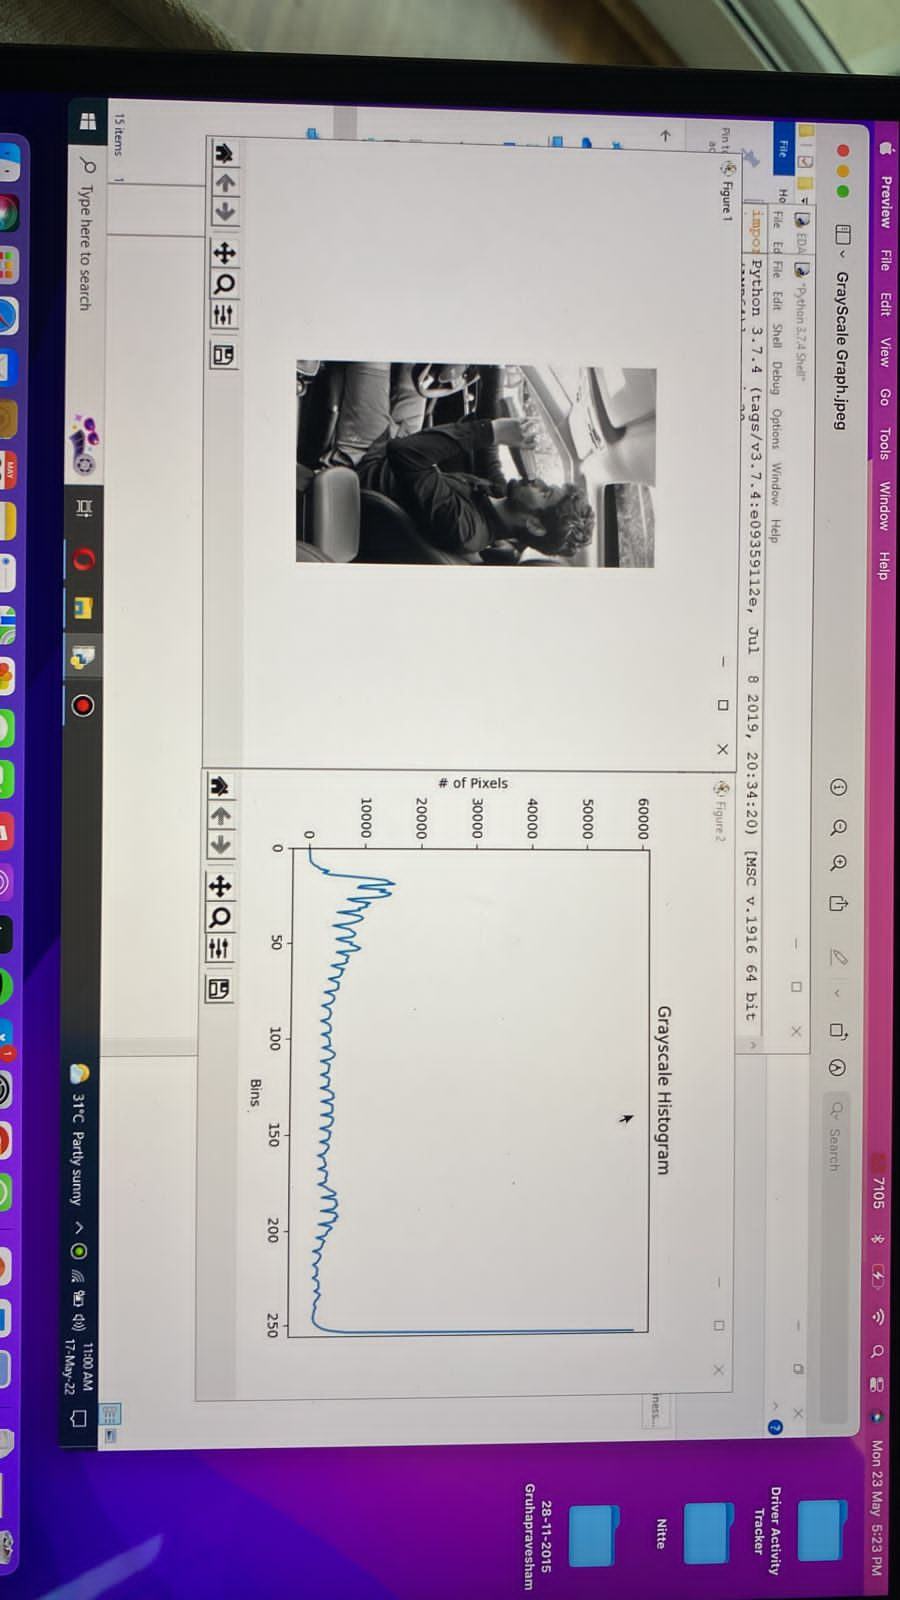 Preview File Edit View Go Tools Window Help
7105
Mon 23 May 5:23 PM
GrayScale Graph.jpeg
Search
EDA
*Python 3.7.4 Shell*
File
Ho
File Ed
File Edit Shell Debug Options Window Help
Python 3.7.4 (tags/v3.7.4:e09359112e, Jul 8 2019, 20:34:20) [MSC v.1916 64 bit
Figure 1
Figure 2
Grayscale Histogram
60000
50000
40000
30000
20000
10000
0
# of Pixels
0 50 100 150 200 250
Bins
15 items
Type here to search
31°C Partly sunny
11:00 AM
17-May-22
Driver Activity
Tracker
Nitte
28-11-2015
Gruhapravesham
MAY